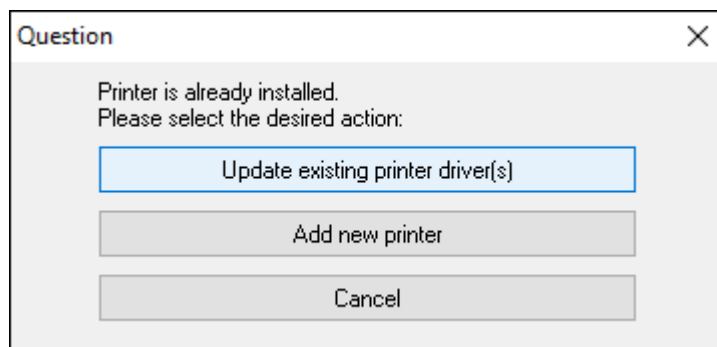 Question
Printer is already installed.
Please select the desired action:
Update existing printer driver(s)
Add new printer
Cancel